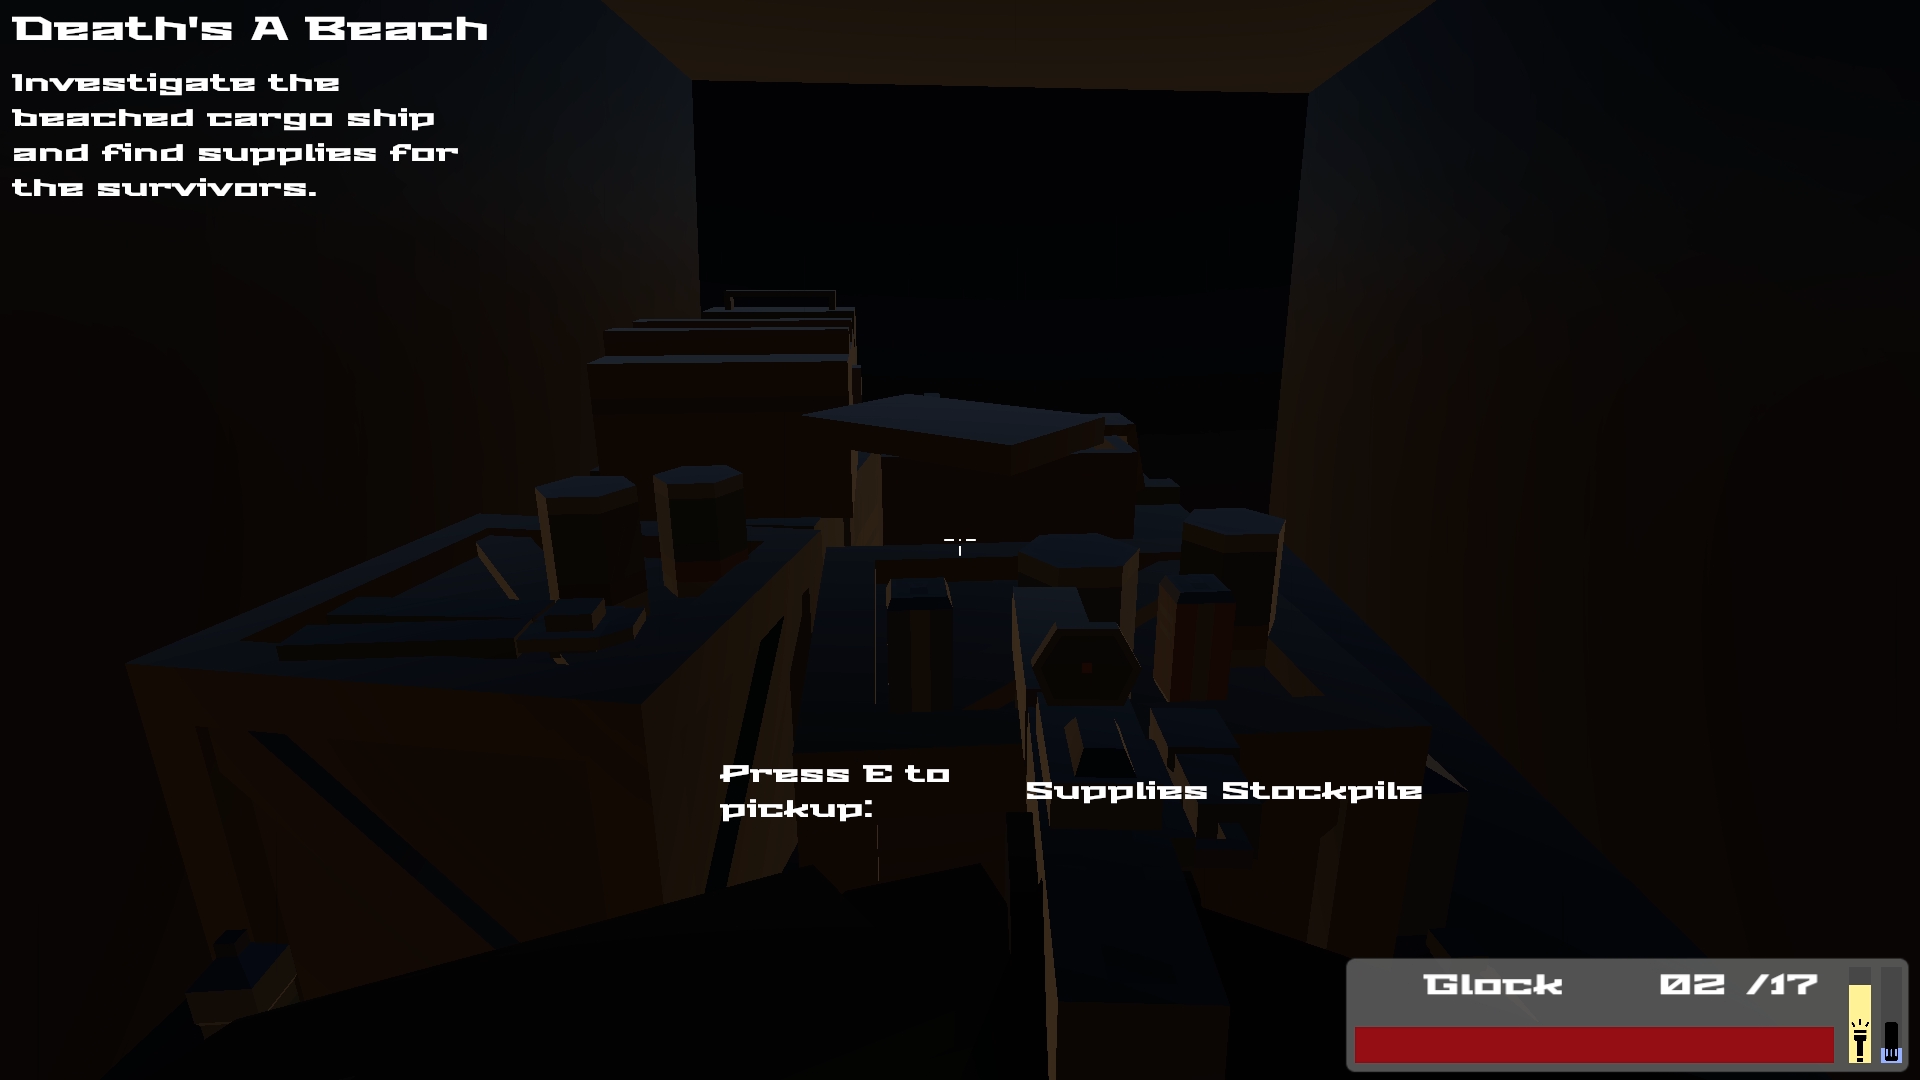 Death's A Beach
Investigate the
beached cargo ship
and find supplies for
the survivors.
Press E to
pickup:
Supplies Stockpile
Glock 02 /17